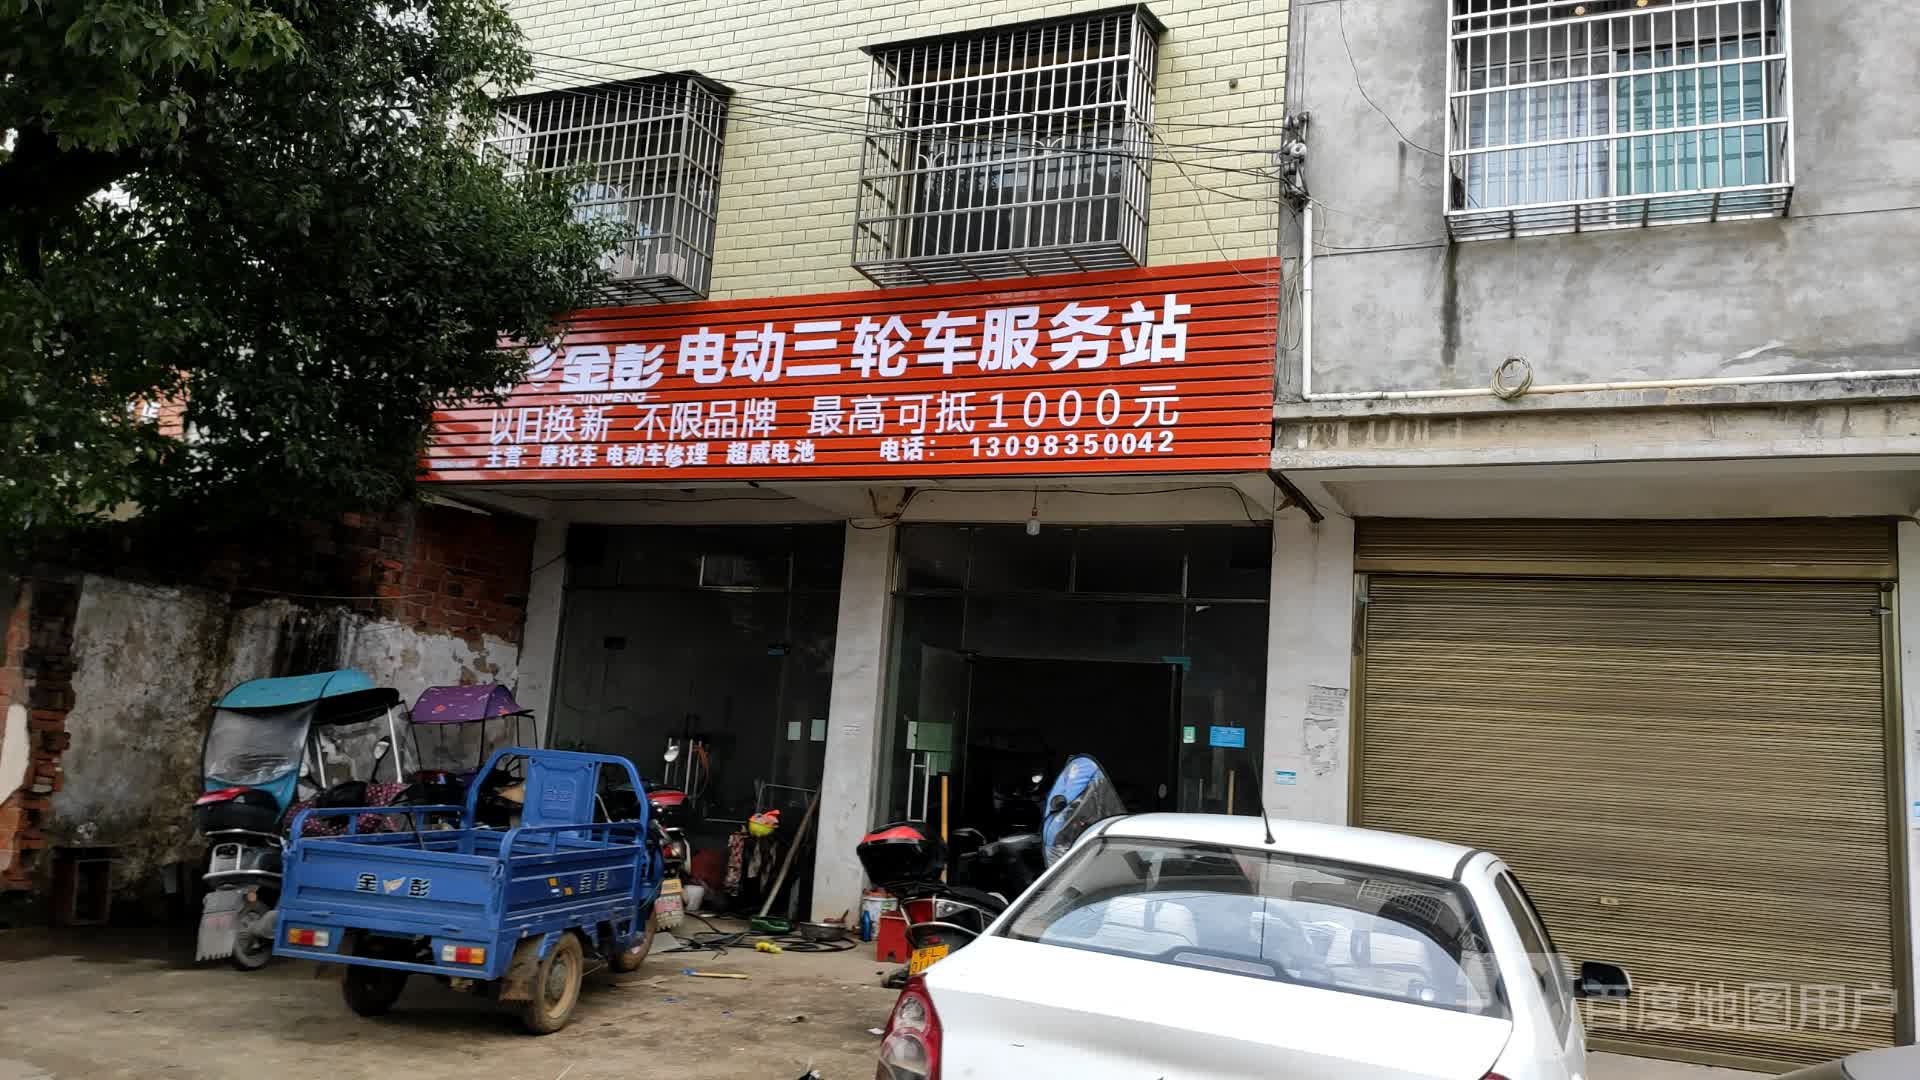 金彭 电动三轮车服务站
JINPENG
以旧换新 不限品牌 最高可抵1000元
主营：摩托车 电动车修理 超威电池 电话：13098350042
金彭
金彭
百度地图用户